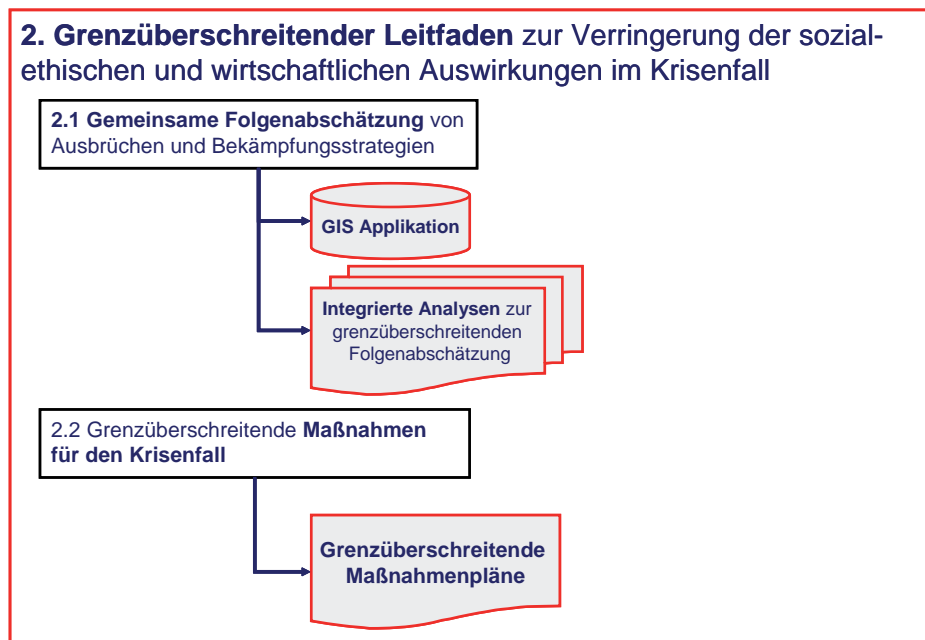 2. Grenzüberschreitender Leitfaden zur Verringerung der sozial-
ethischen und wirtschaftlichen Auswirkungen im Krisenfall
2.1 Gemeinsame Folgenabschätzung von
Ausbrüchen und Bekämpfungsstrategien
GIS Applikation
Integrierte Analysen zur
grenzüberschreitenden
Folgenabschätzung
2.2 Grenzüberschreitende Maßnahmen
für den Krisenfall
Grenzüberschreitende
Maßnahmenpläne